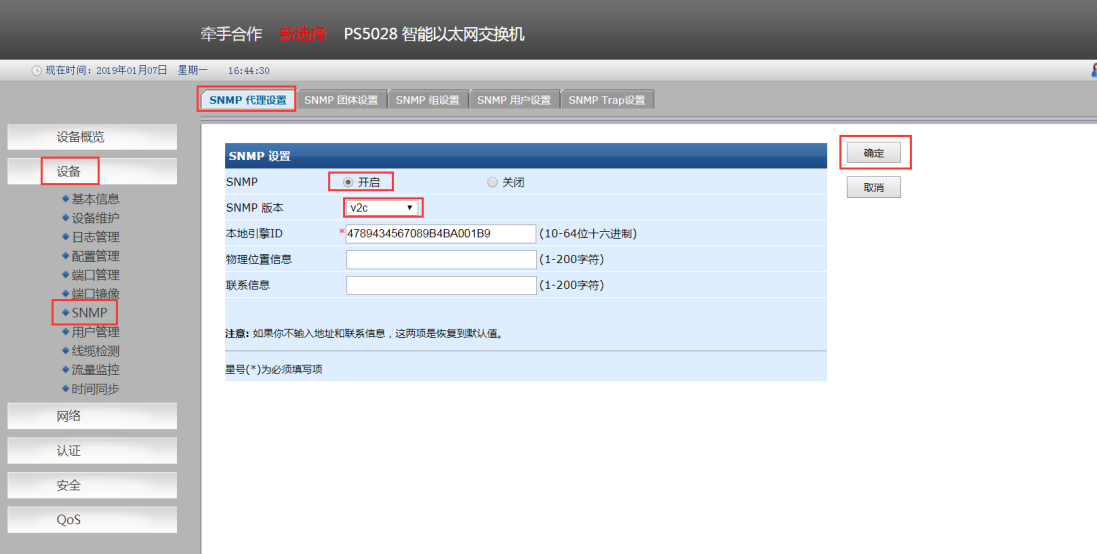 牵手合作 新选择 PS5028 智能以太网交换机
现在时间：2019年01月07日 星期一 16:44:30
SNMP 代理设置 SNMP 团体设置 SNMP 组设置 SNMP 用户设置 SNMP Trap设置
设备概览
设备
基本信息
设备维护
日志管理
配置管理
端口管理
端口镜像
SNMP
用户管理
线缆检测
流量监控
时间同步
网络
认证
安全
QoS
SNMP 设置
SNMP 开启 关闭
SNMP 版本 v2c
本地引擎ID *4789434567089B4BA001B9 (10-64位十六进制)
物理位置信息 (1-200字符)
联系信息 (1-200字符)
注意: 如果你不输入地址和联系信息，这两项是恢复到默认值。
星号(*)为必须填写项
确定
取消